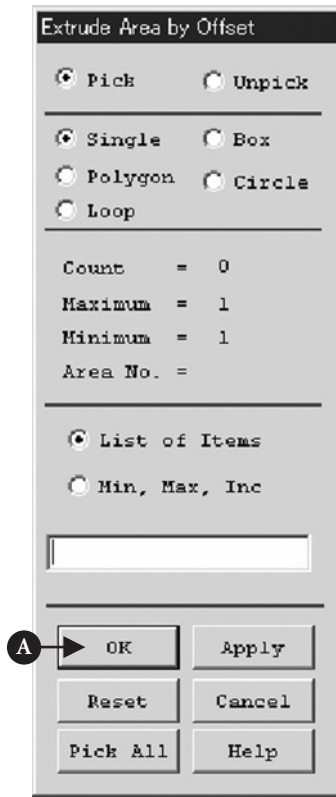 Extrude Area by Offset
Pick Unpick
Single Box
Polygon Circle
Loop
Count = 0
Maximum = 1
Minimum = 1
Area No. =
List of Items
Min, Max, Inc
A OK Apply
Reset Cancel
Pick All Help